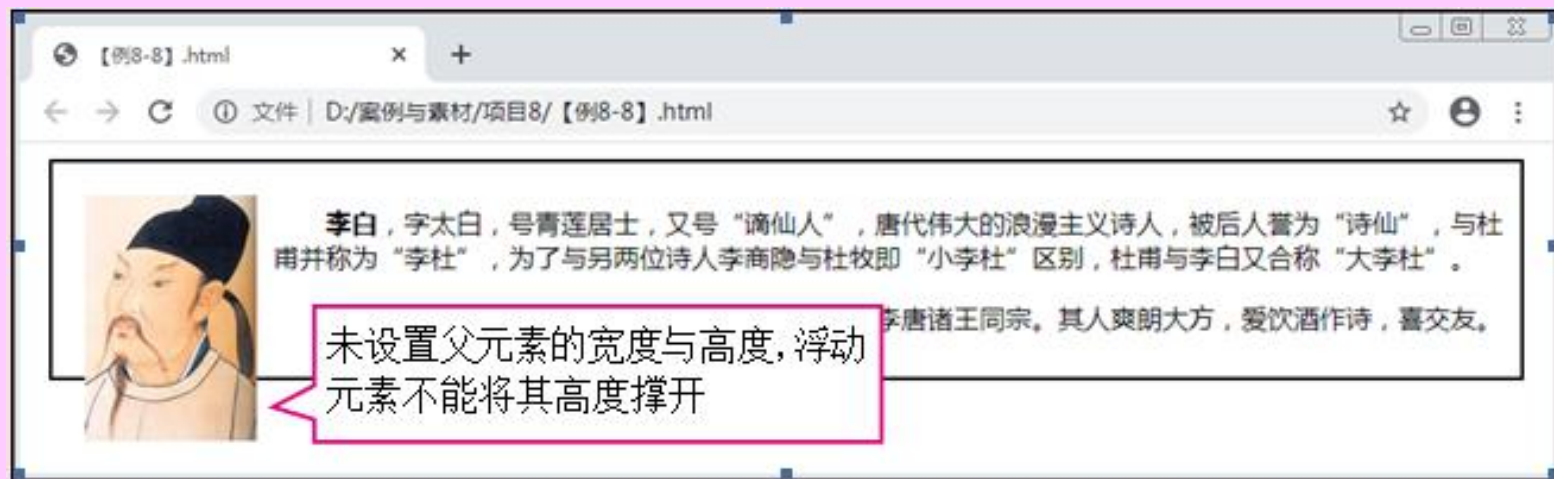 【例8-8】.html
文件 | D:/案例与素材/项目8/【例8-8】.html
李白，字太白，号青莲居士，又号“谪仙人”，唐代伟大的浪漫主义诗人，被后人誉为“诗仙”，与杜
甫并称为“李杜”，为了与另两位诗人李商隐与杜牧即“小李杜”区别，杜甫与李白又合称“大李杜”。
李唐诸王同宗。其人爽朗大方，爱饮酒作诗，喜交友。
未设置父元素的宽度与高度，浮动
元素不能将其高度撑开